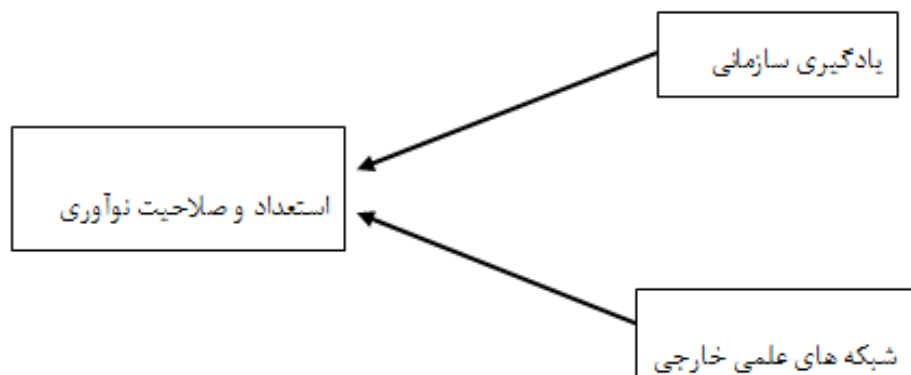 یادگیری سازمانی
استعداد و صلاحیت نوآوری
شبکه های علمی خارجی